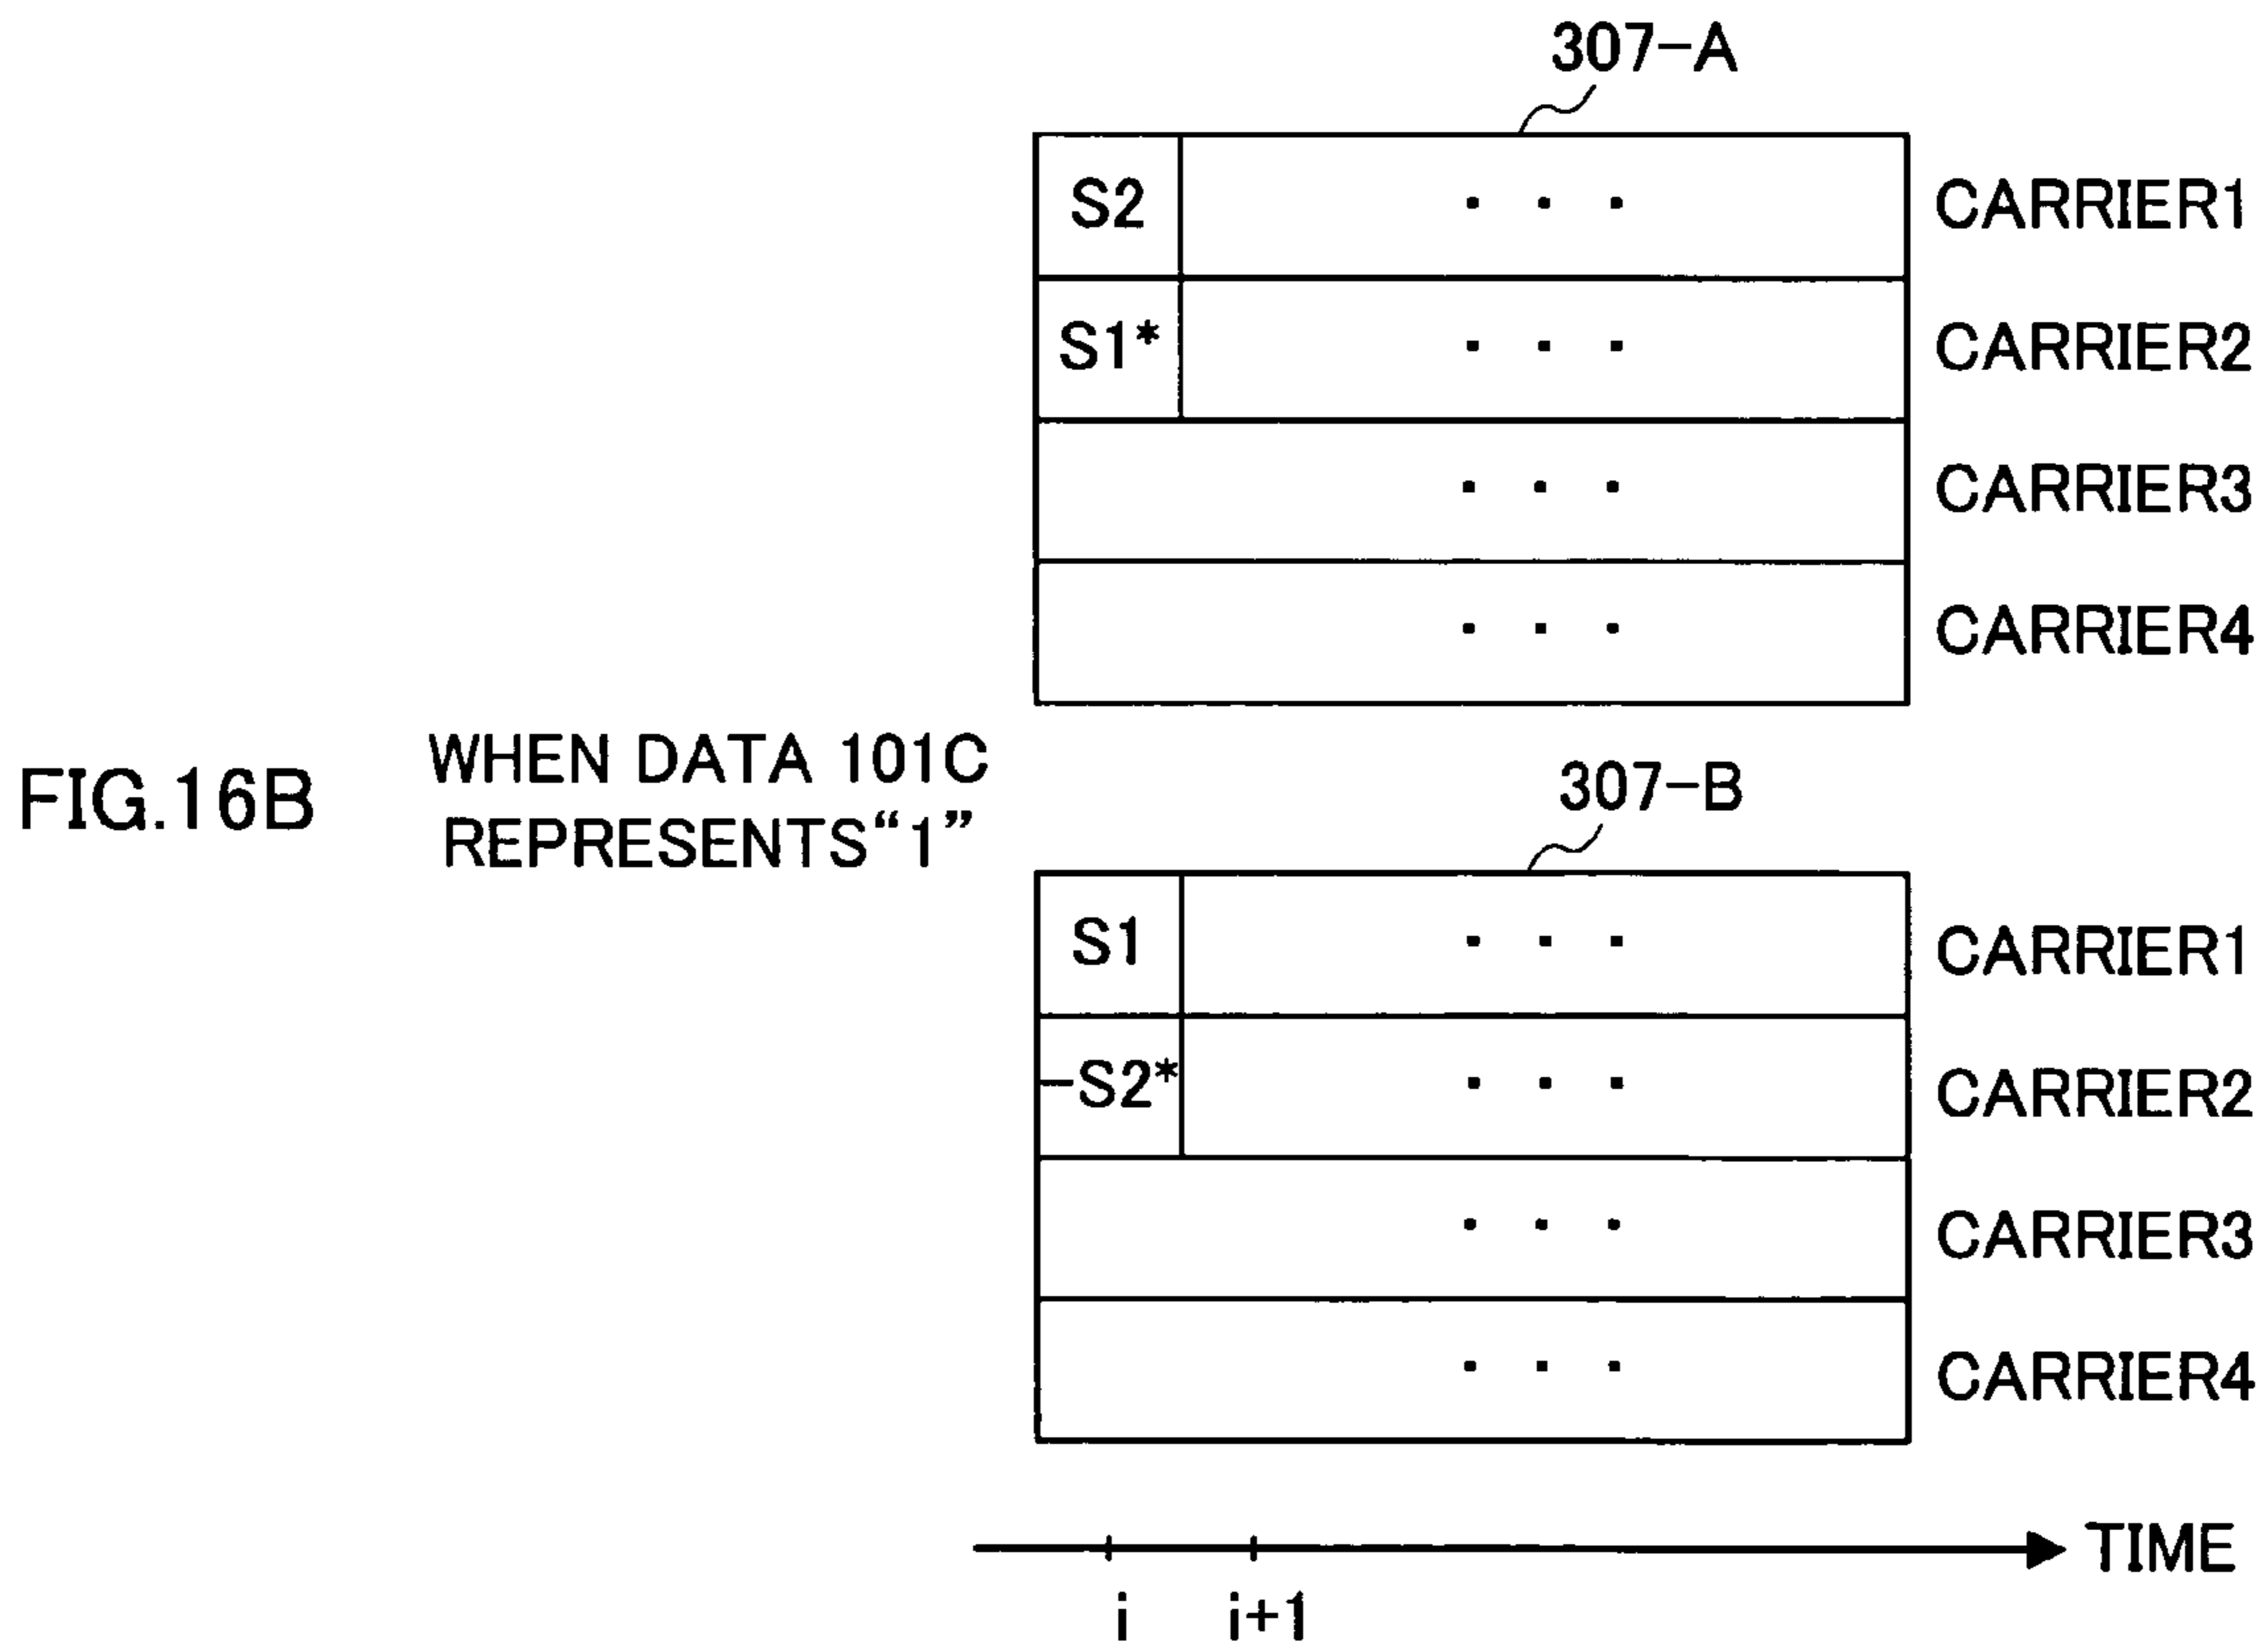 307-A
S2 . . . CARRIER1
S1* . . . CARRIER2
. . . CARRIER3
. . . CARRIER4
FIG.16B
WHEN DATA 101C
REPRESENTS“1”
307-B
S1 . . . CARRIER1
-S2* . . . CARRIER2
. . . CARRIER3
. . . CARRIER4
TIME
i i+1